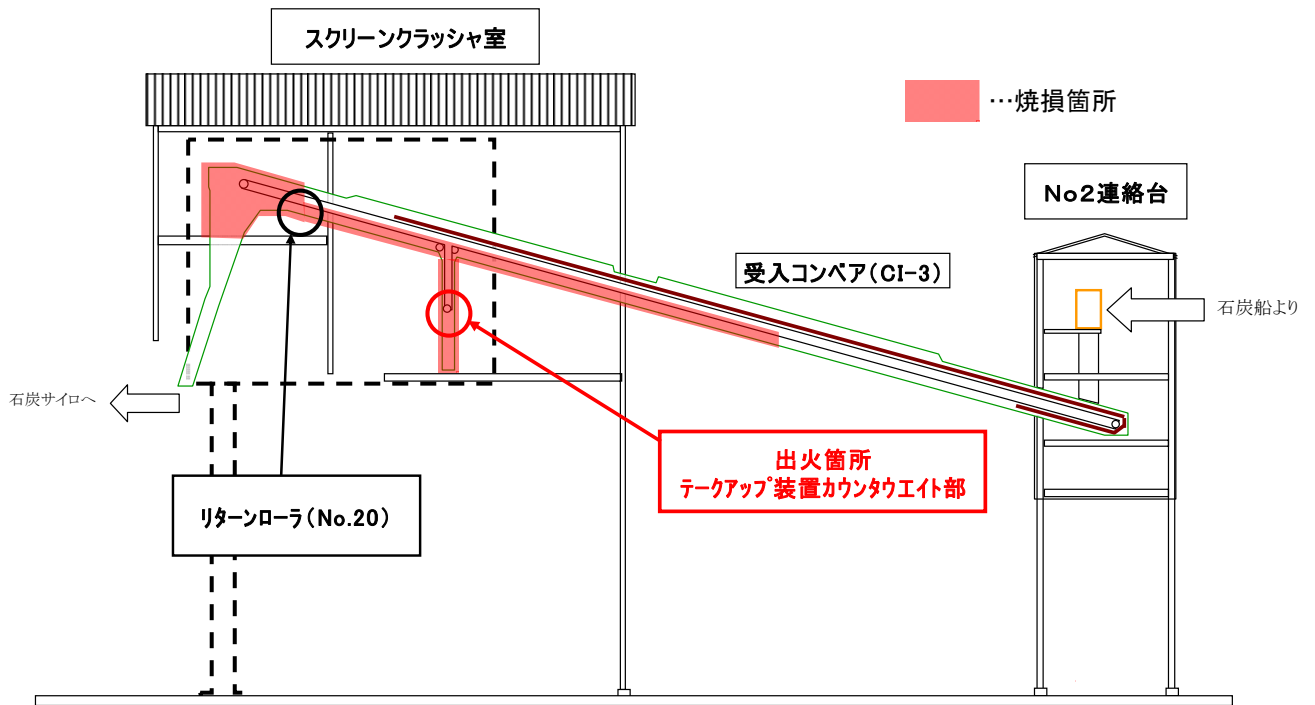 スクリーンクラッシャ室
…焼損箇所
No2連絡台
受入コンベア(CI-3)
石炭船より
石炭サイロへ
出火箇所
テークアップ装置カウンタウエイト部
リターンローラ(No.20)